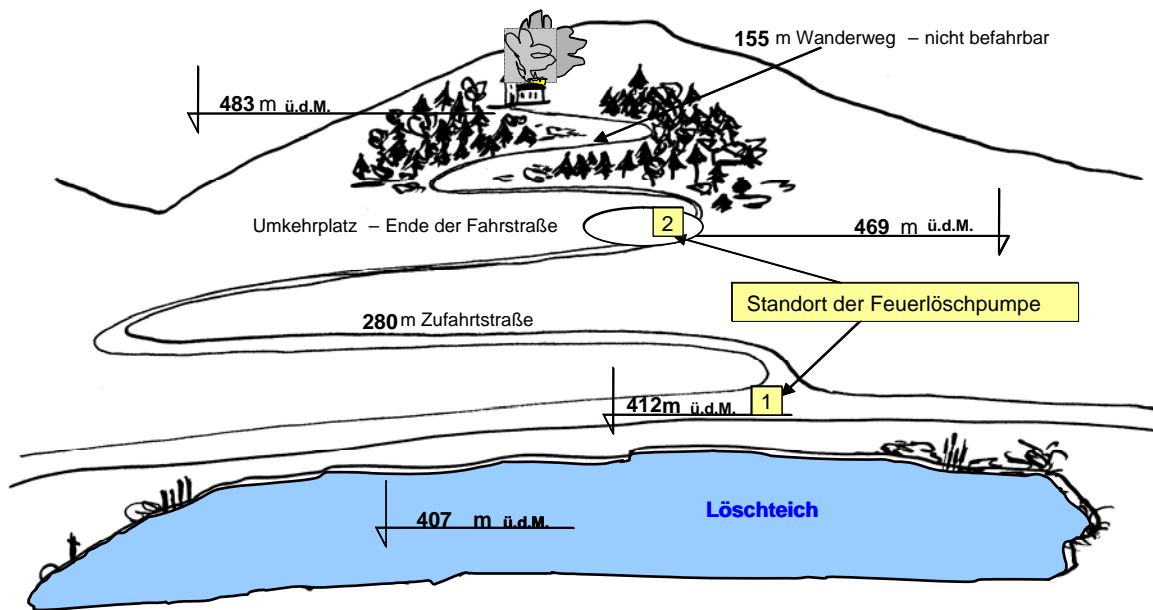 155 m Wanderweg – nicht befahrbar
483 m ü.d.M.
Umkehrplatz – Ende der Fahrstraße
2
469 m ü.d.M.
Standort der Feuerlöschpumpe
280 m Zufahrtstraße
412m ü.d.M.
1
407 m ü.d.M.
Löschteich